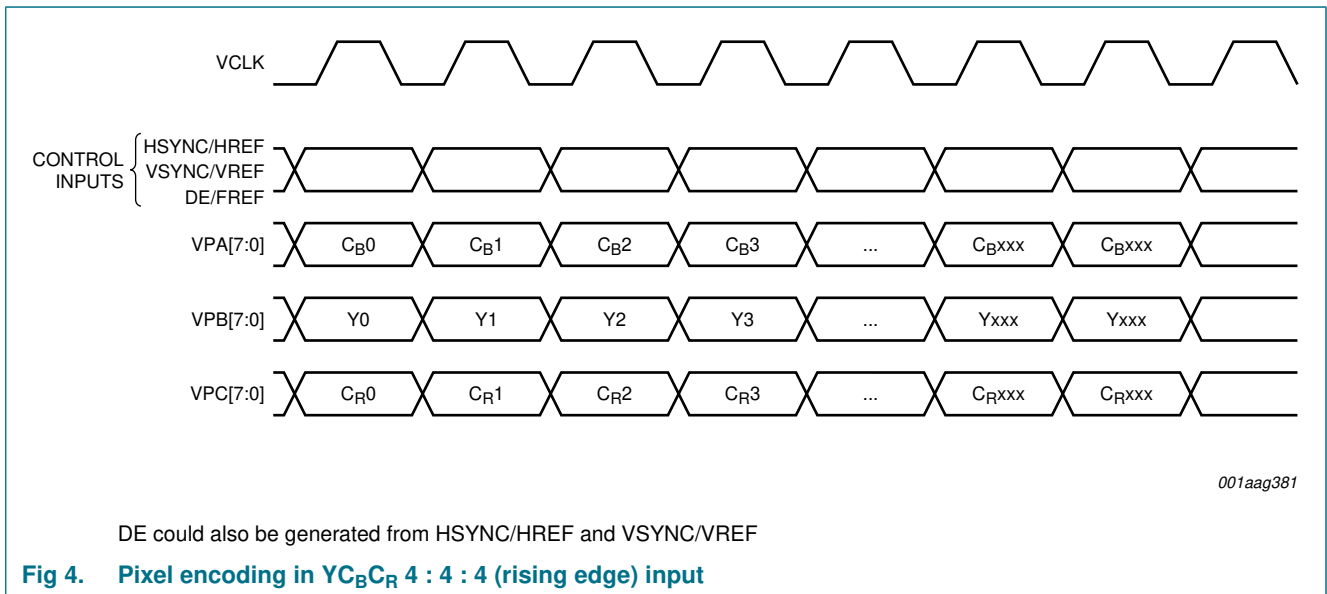 VCLK
CONTROL INPUTS
HSYNC/HREF
VSYNC/VREF
DE/FREF
VPA[7:0] CB0 CB1 CB2 CB3 ... CBxxx CBxxx
VPB[7:0] Y0 Y1 Y2 Y3 ... Yxxx Yxxx
VPC[7:0] CR0 CR1 CR2 CR3 ... CRxxx CRxxx
001aag381
DE could also be generated from HSYNC/HREF and VSYNC/VREF
Fig 4. Pixel encoding in YCBCR 4 : 4 : 4 (rising edge) input